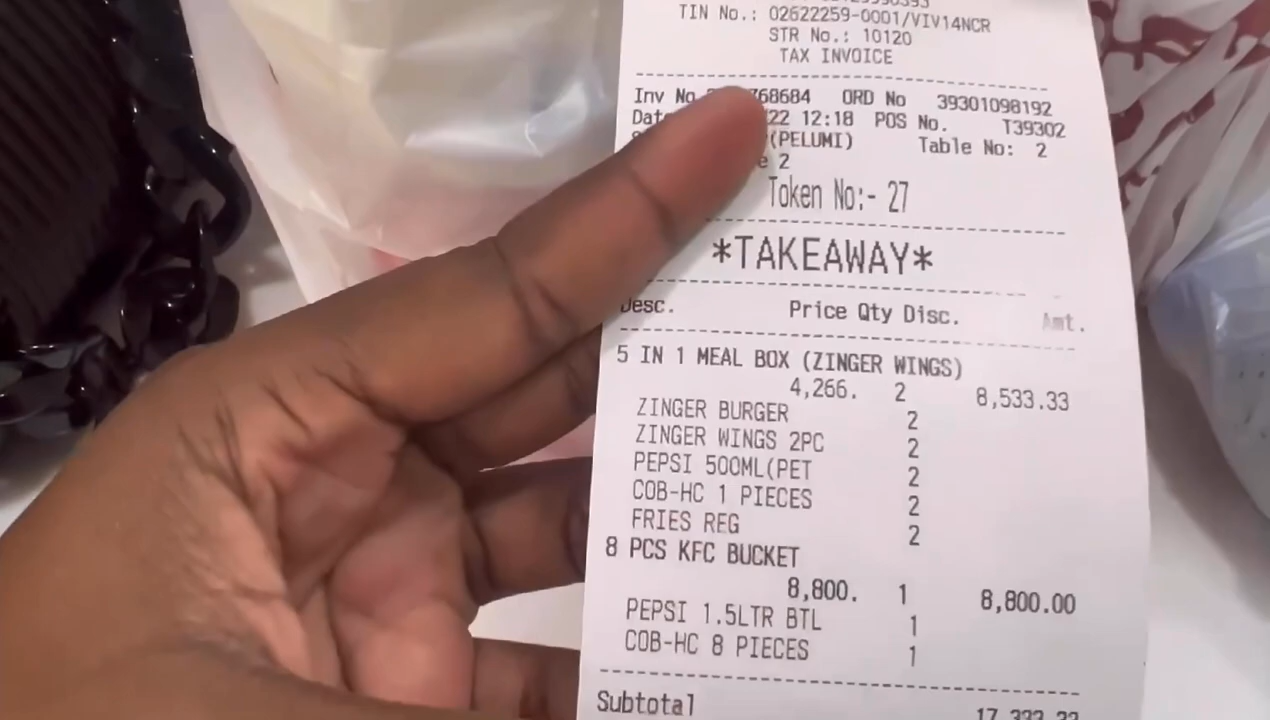 TIN No.: 02622259-0001/VIV14NCR
STR No.: 10120
TAX INVOICE
Inv No 768684 ORD No 39301098192
Date 22 12:18 POS No. T39302
(PELUMI) Table No: 2
e 2
Token No:- 27
*TAKEAWAY*
Desc. Price Qty Disc. Amt.
5 IN 1 MEAL BOX (ZINGER WINGS)
4,266. 2 8,533.33
ZINGER BURGER 2
ZINGER WINGS 2PC 2
PEPSI 500ML(PET 2
COB-HC 1 PIECES 2
FRIES REG 2
8 PCS KFC BUCKET
8,800. 1 8,800.00
PEPSI 1.5LTR BTL 1
COB-HC 8 PIECES 1
Subtotal 17,333.33